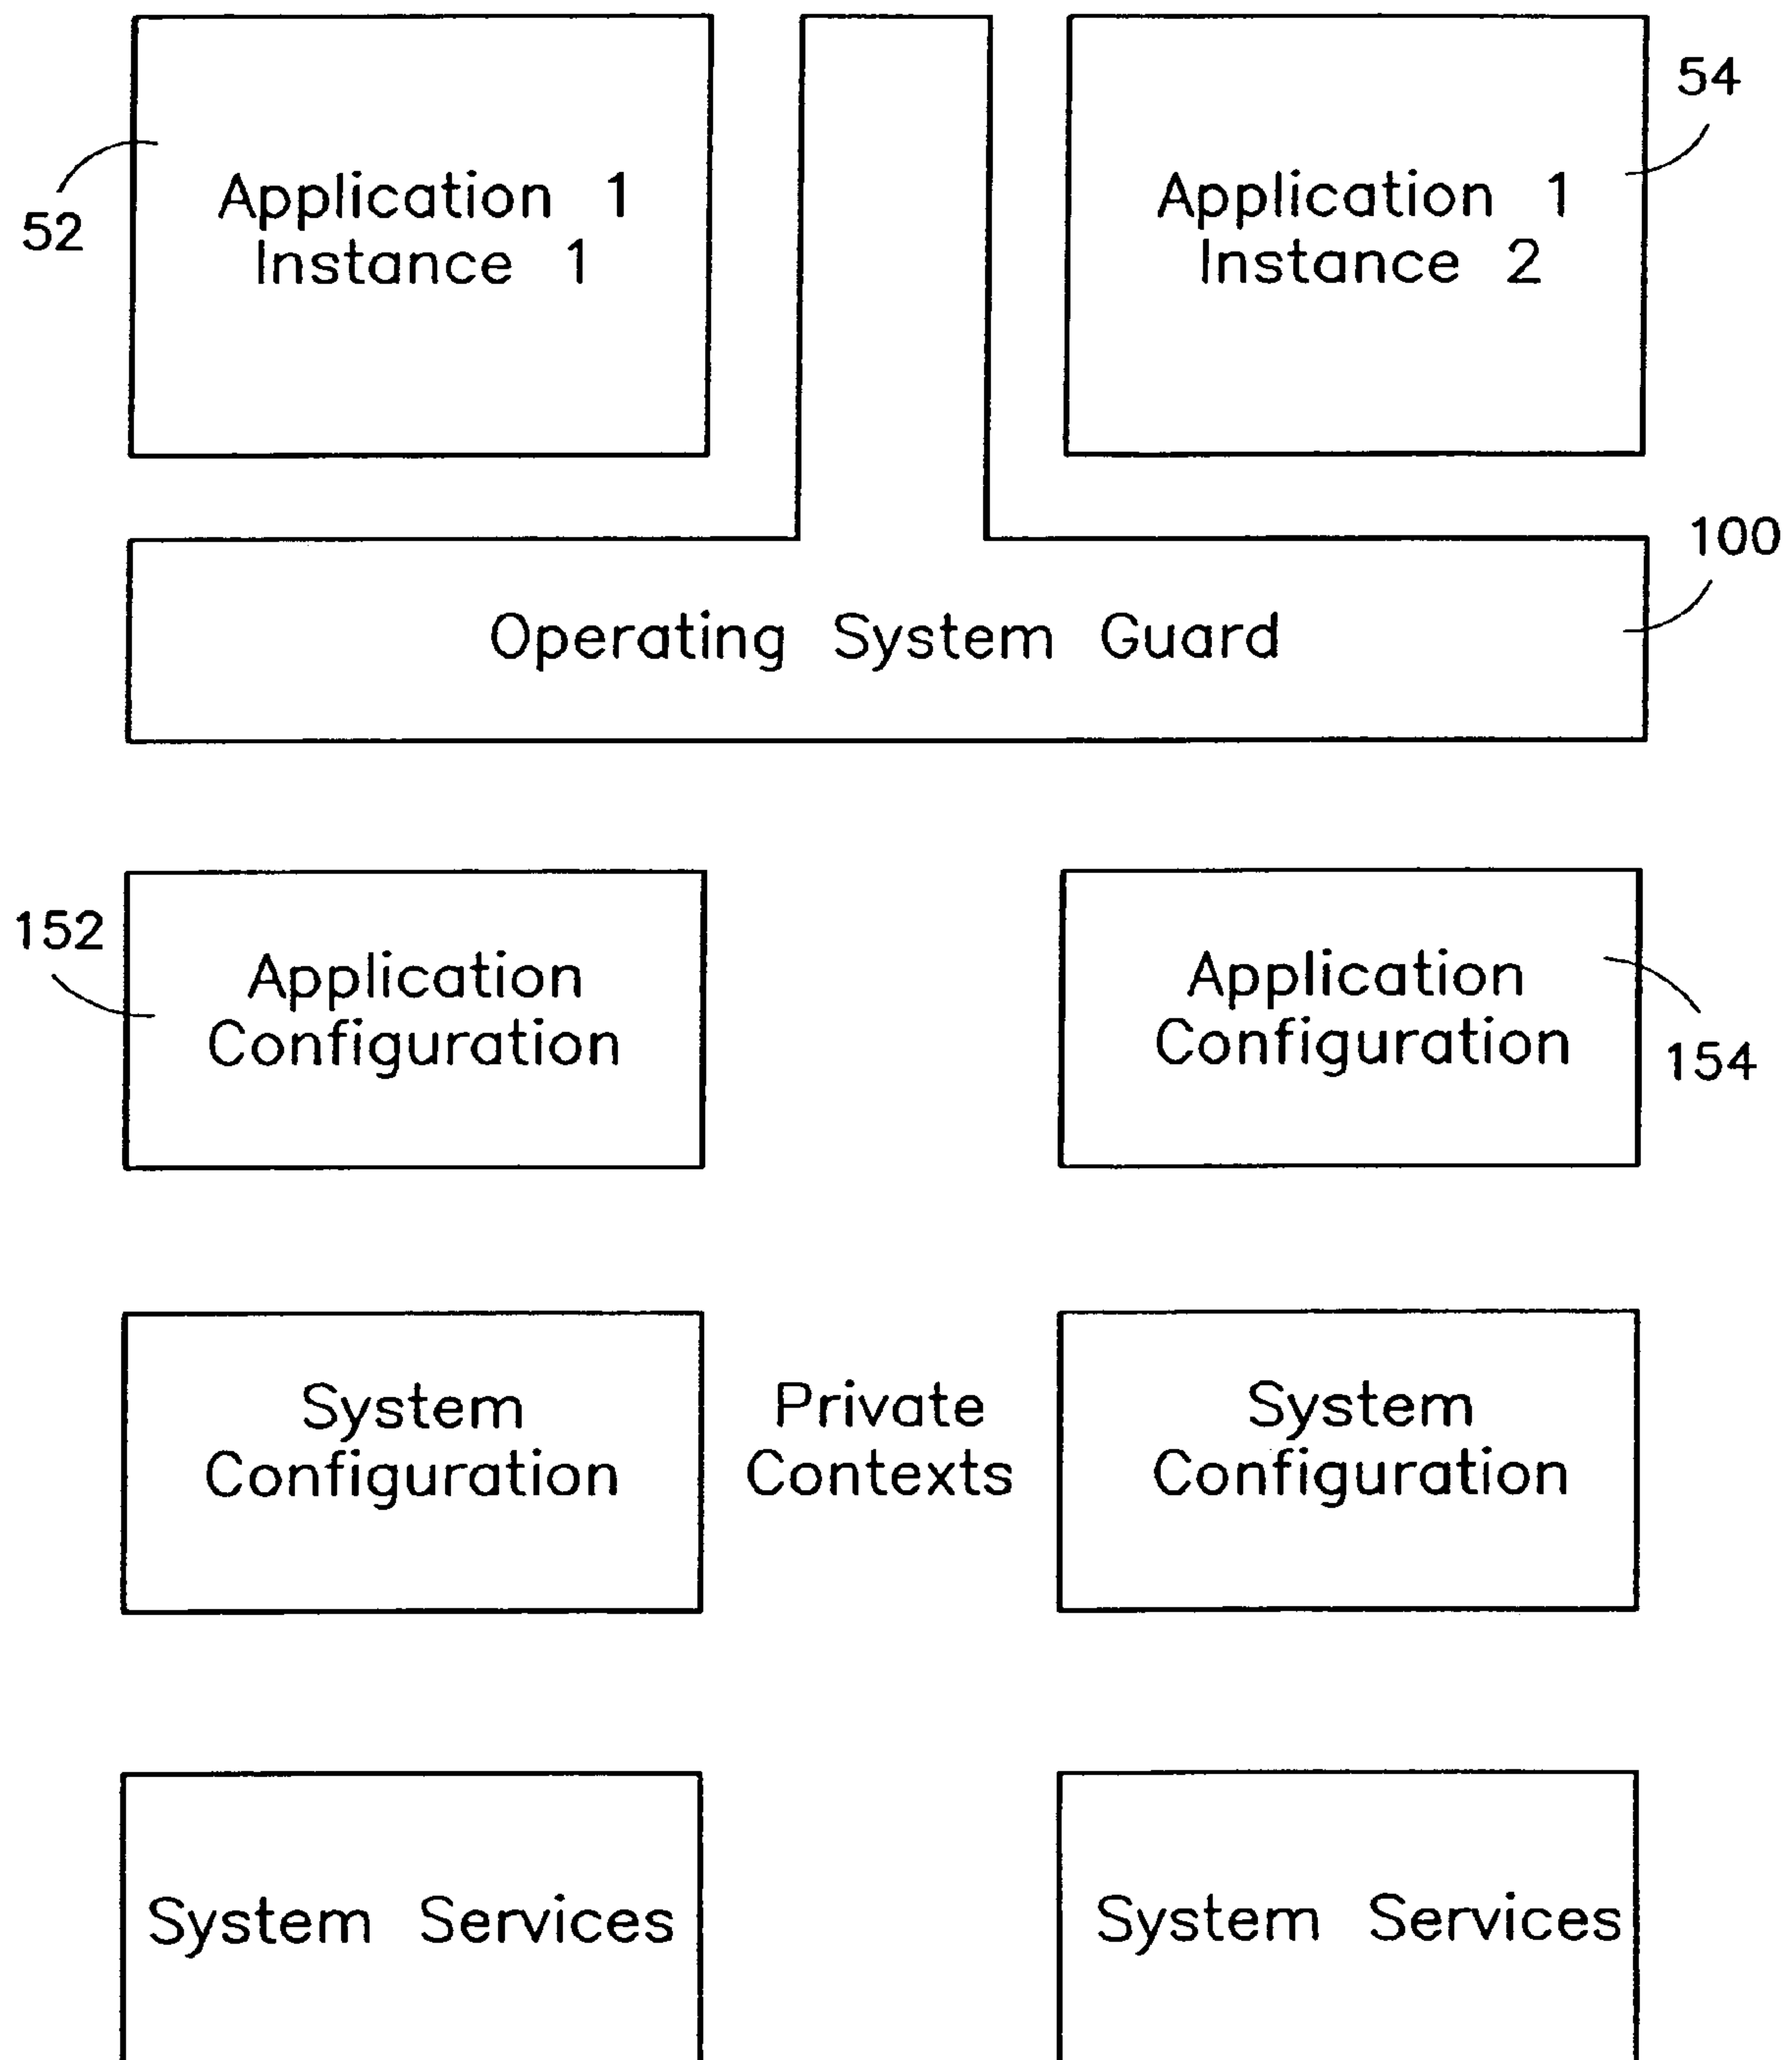 Application 1
Instance 1
52
Application 1
Instance 2
54
Operating System Guard
100
Application
Configuration
152
Application
Configuration
154
System
Configuration
Private
Contexts
System
Configuration
System Services
System Services